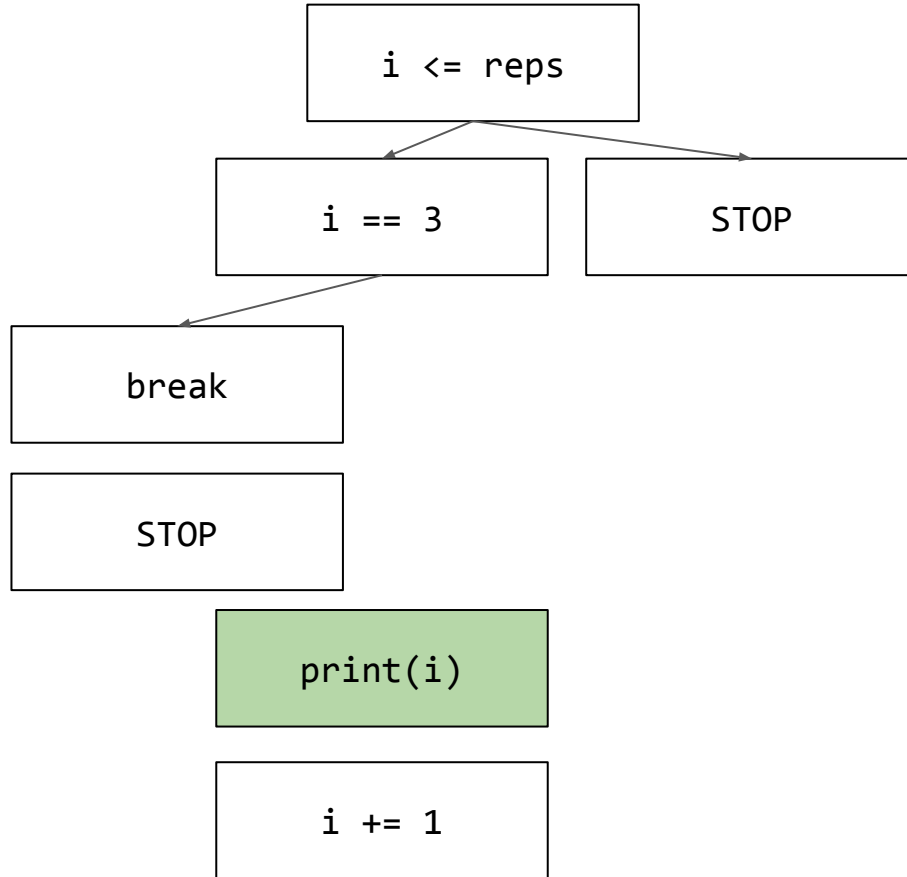 i <= reps
i == 3
STOP
break
STOP
print(i)
i += 1